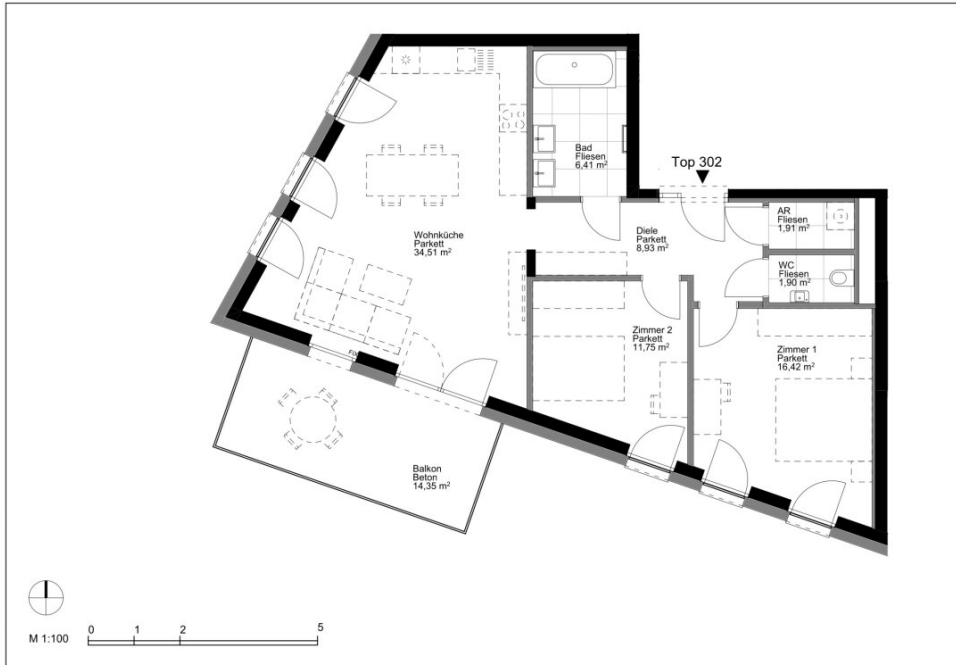 Top 302
Bad
Fliesen
6,41 m²
AR
Fliesen
1,91 m²
Diele
Parkett
8,93 m²
Wohnküche
Parkett
34,51 m²
WC
Fliesen
1,90 m²
Zimmer 2
Parkett
11,75 m²
Zimmer 1
Parkett
16,42 m²
Balkon
Beton
14,35 m²
M 1:100
0 1 2 5